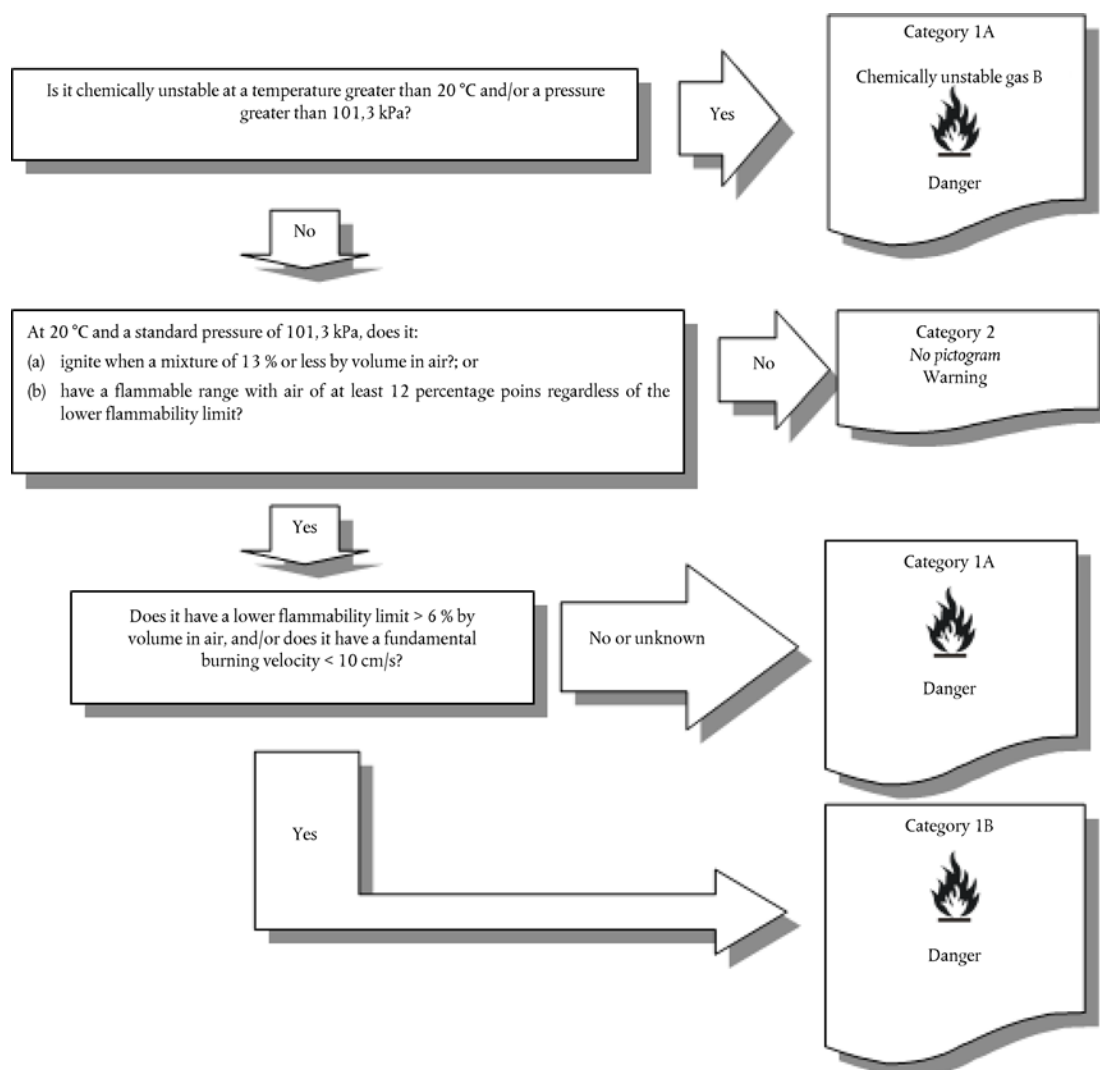 Category 1A
Is it chemically unstable at a temperature greater than 20 °C and/or a pressure
greater than 101,3 kPa?
Yes
Chemically unstable gas B
Danger
No
At 20 °C and a standard pressure of 101,3 kPa, does it:
(a) ignite when a mixture of 13 % or less by volume in air?; or
(b) have a flammable range with air of at least 12 percentage poins regardless of the
lower flammability limit?
No
Category 2
No pictogram
Warning
Yes
Does it have a lower flammability limit > 6 % by
volume in air, and/or does it have a fundamental
burning velocity < 10 cm/s?
No or unknown
Category 1A
Danger
Yes
Category 1B
Danger